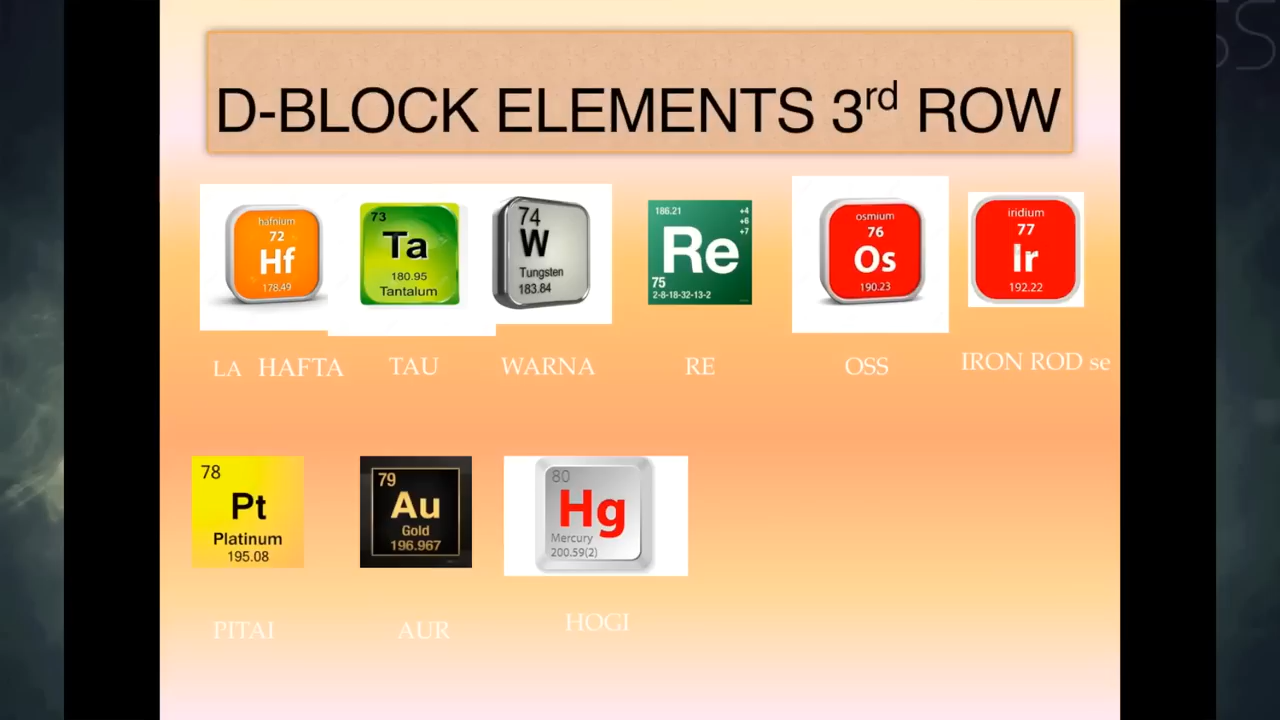 D-BLOCK ELEMENTS 3rd ROW
hafnium
72
Hf
178.49
73
Ta
180.95
Tantalum
74
W
Tungsten
183.84
186.21
+4
+6
+7
Re
75
2-8-18-32-13-2
osmium
76
Os
190.23
iridium
77
Ir
192.22
LA HAFTA
TAU
WARNA
RE
OSS
IRON ROD se
78
Pt
Platinum
195.08
79
Au
Gold
196.967
80
Hg
Mercury
200.59(2)
PITAI
AUR
HOGI